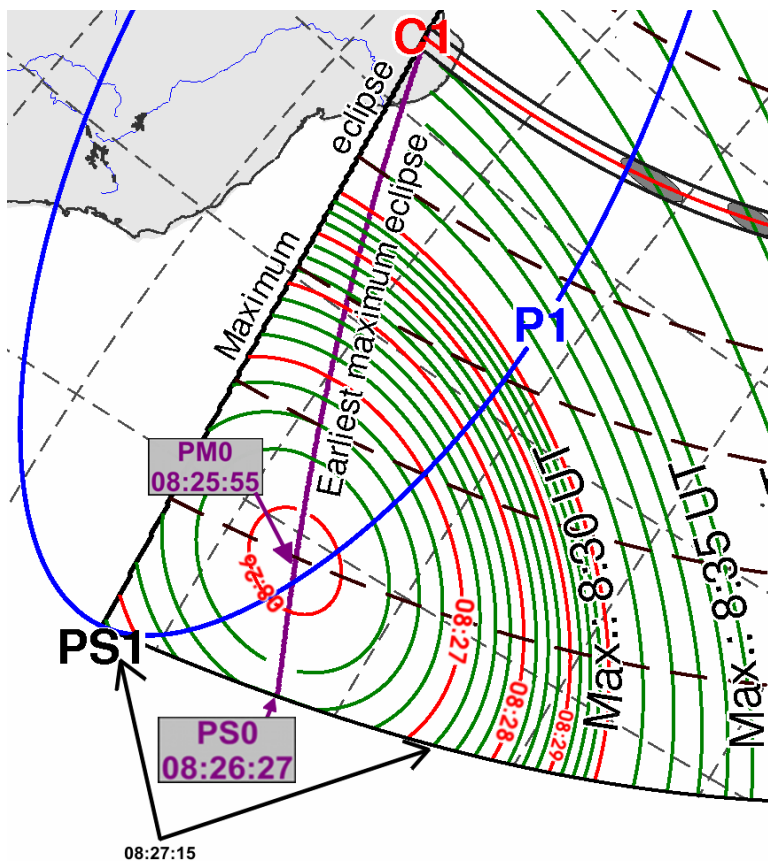 C1
eclipse
Maximum
Earliest maximum eclipse
P1
PM0
08:25:55
08:26
08:27
08:28
08:29
Max.: 8:30 UT
Max.: 8:35 UT
PS1
PS0
08:26:27
08:27:15